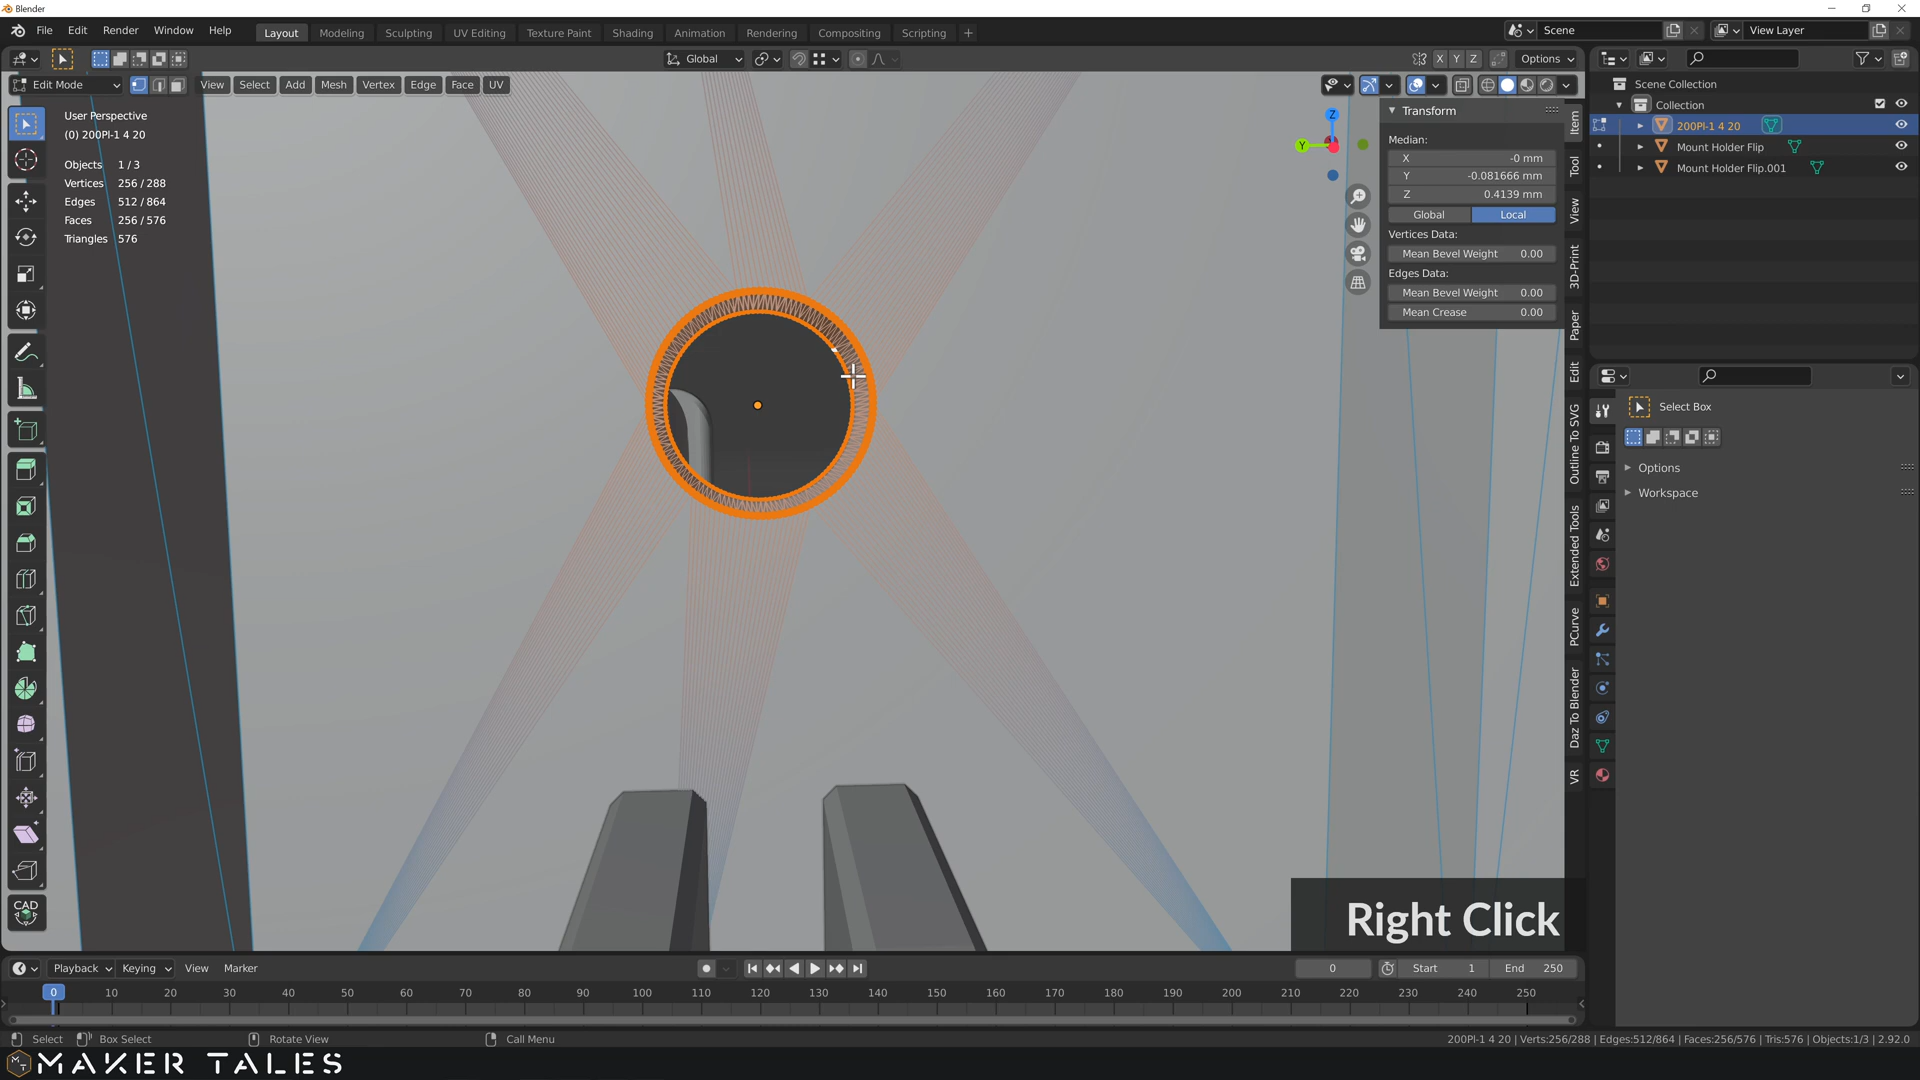 Blender
File Edit Render Window Help
Layout Modeling Sculpting UV Editing Texture Paint Shading Animation Rendering Compositing Scripting +
Scene
View Layer
Global
X Y Z
Options
Edit Mode
View Select Add Mesh Vertex Edge Face UV
User Perspective
(0) 200Pl-1 4 20
Objects 1 / 3
Vertices 256 / 288
Edges 512 / 864
Faces 256 / 576
Triangles 576
Z
Y
Transform
Median:
X -0 mm
Y -0.081666 mm
Z 0.4139 mm
Global Local
Vertices Data:
Mean Bevel Weight 0.00
Edges Data:
Mean Bevel Weight 0.00
Mean Crease 0.00
Item
Tool
View
3D-Print
Paper
Edit
Outline To SVG
Extended Tools
PCurve
Daz To Blender
VR
Scene Collection
Collection
200Pl-1 4 20
Mount Holder Flip
Mount Holder Flip.001
Select Box
Options
Workspace
CAD
Right Click
Playback Keying View Marker
0 Start 1 End 250
0 10 20 30 40 50 60 70 80 90 100 110 120 130 140 150 160 170 180 190 200 210 220 230 240 250
Select Box Select Rotate View Call Menu
200Pl-1 4 20 | Verts:256/288 | Edges:512/864 | Faces:256/576 | Tris:576 | Objects:1/3 | 2.92.0
MAKER TALES